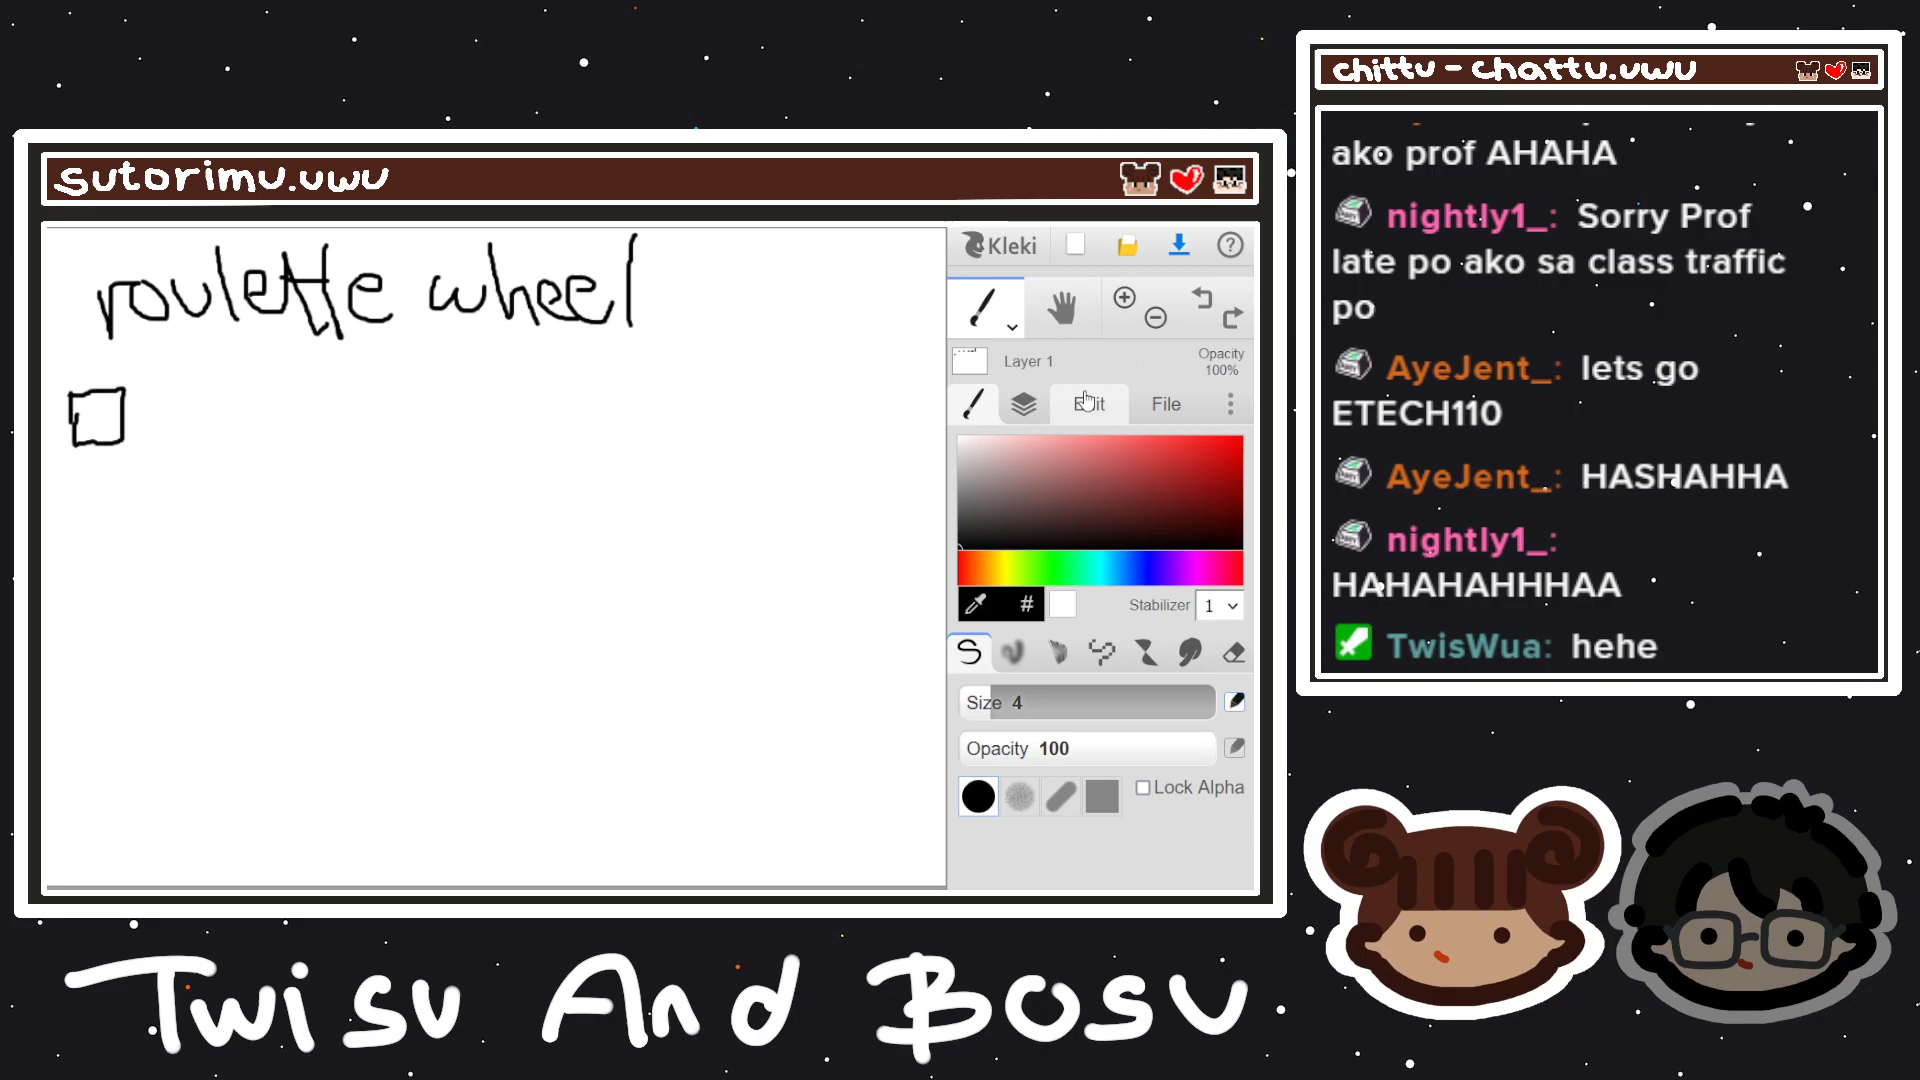 sutorimu.uwu
roulette wheel
Kleki
?
Layer 1
Opacity
100%
Edit
File
#
Stabilizer 1
Size 4
Opacity 100
Lock Alpha
chittu - chattu.uwu
ako prof AHAHA
nightly1_: Sorry Prof
late po ako sa class traffic
po
AyeJent_: lets go
ETECH110
AyeJent_: HASHAHHA
nightly1_:
HAHAHAHHHAA
TwisWua: hehe
Twisu And Bosu